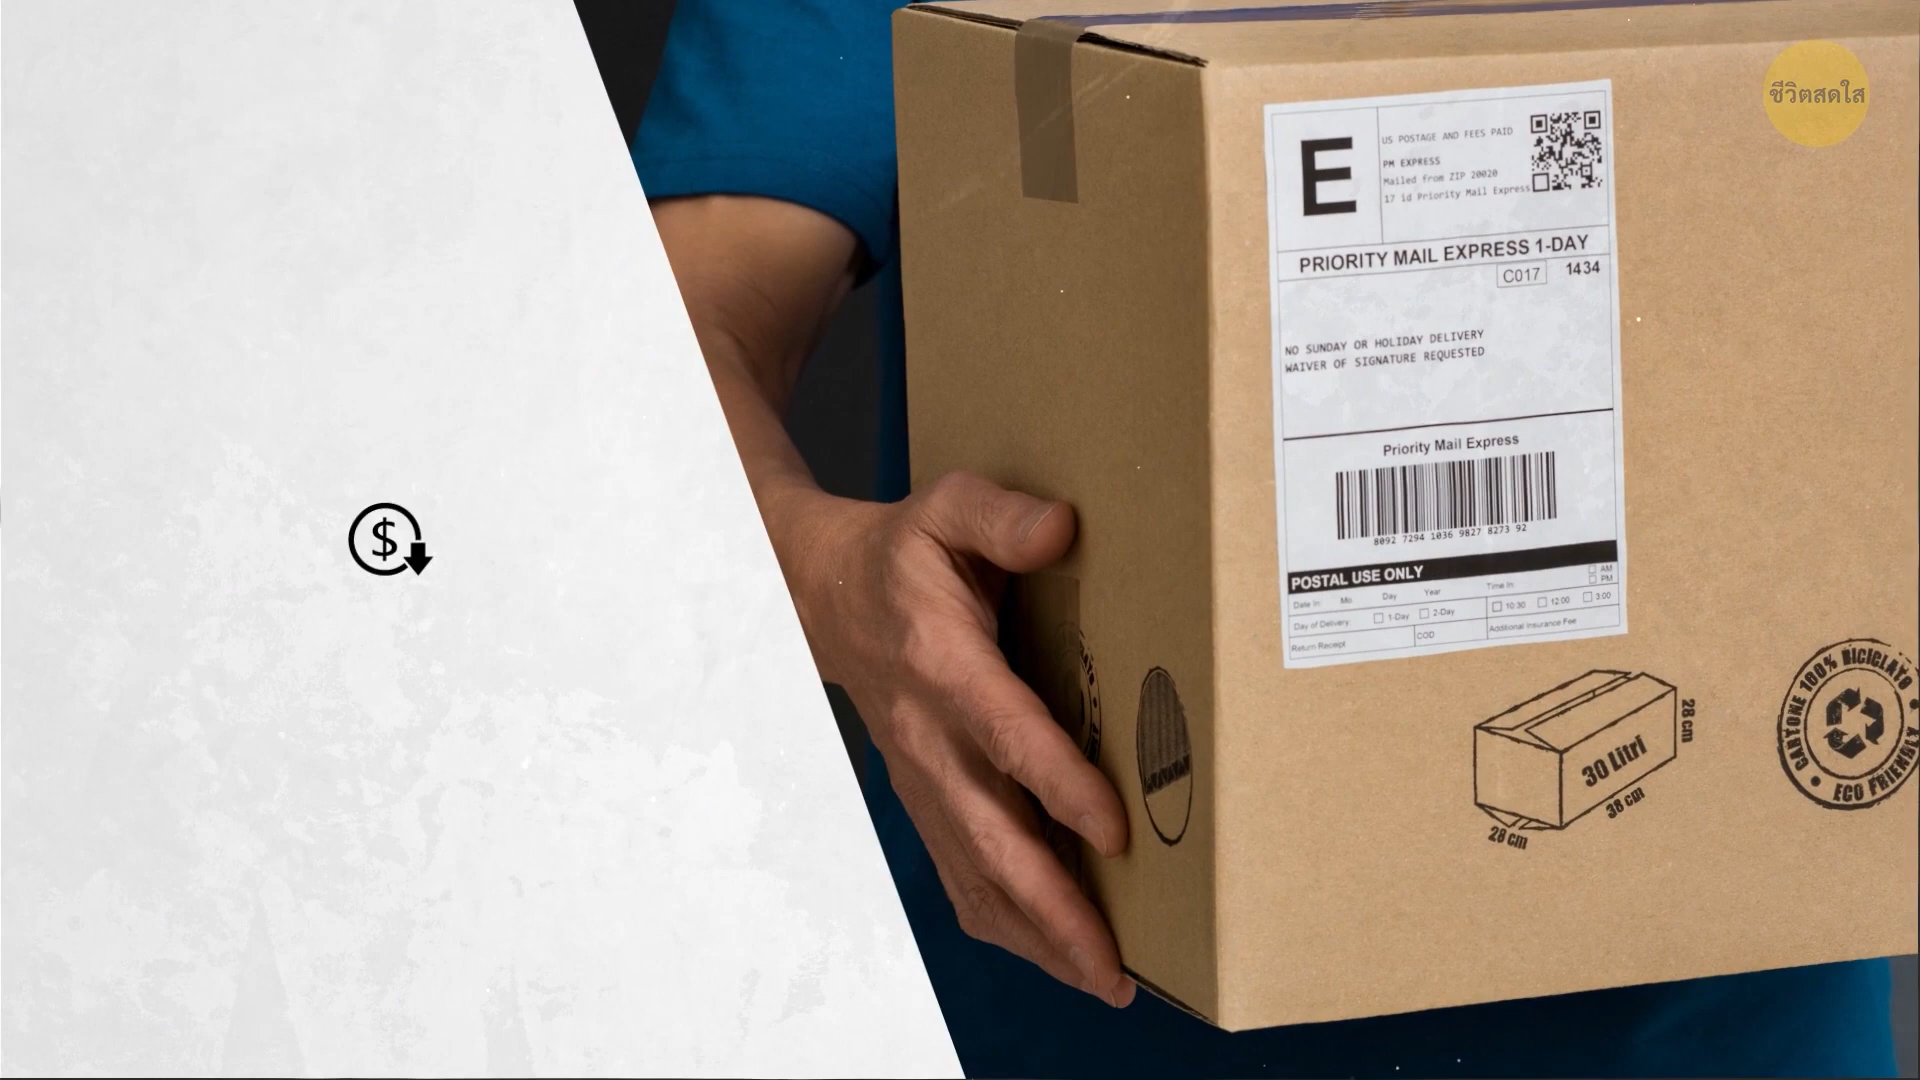 ชีวิตสดใส
E
US POSTAGE AND FEES PAID
PM EXPRESS
Mailed from ZIP 20020
17 id Priority Mail Express
PRIORITY MAIL EXPRESS 1-DAY
C017 1434
NO SUNDAY OR HOLIDAY DELIVERY
WAIVER OF SIGNATURE REQUESTED
Priority Mail Express
8092 7294 1036 9827 8273 92
POSTAL USE ONLY
AM
PM
Date In: Mo. Day Year Time In:
Day of Delivery 1-Day 2-Day 10:30 12:00 3:00
Return Receipt COD Additional Insurance Fee
30 Litri
28 cm
38 cm
28 cm
CARTONE 100% RICICLATO
ECO FRIENDLY
$